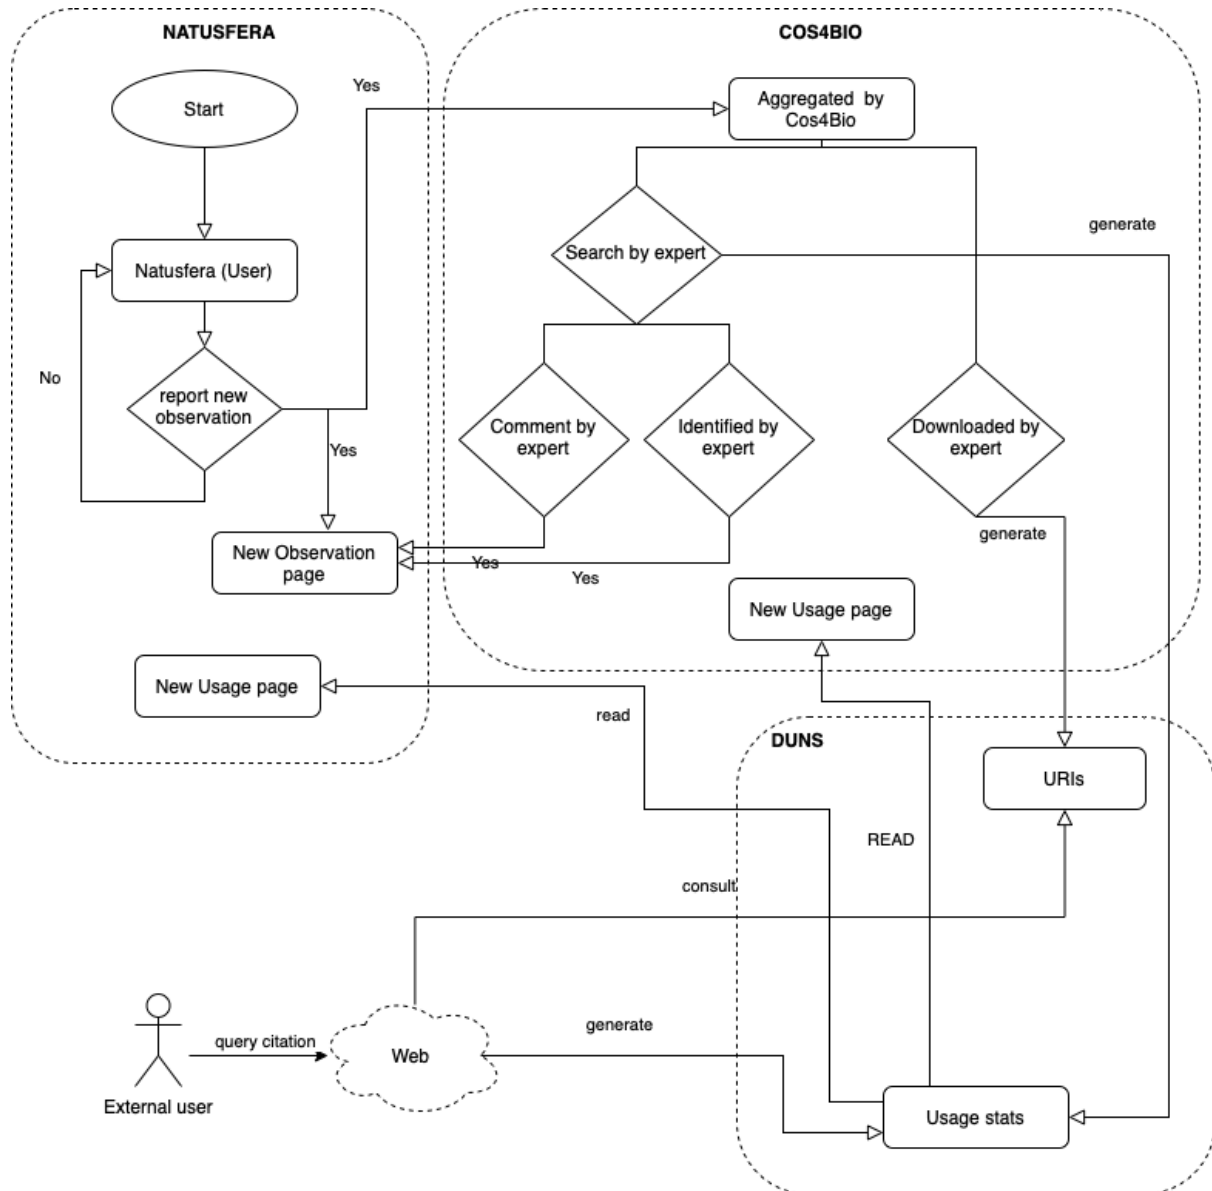 NATUSFERA
COS4BIO
Start
Yes
Aggregated by
Cos4Bio
generate
Search by expert
Natusfera (User)
No
report new
observation
Yes
Comment by
expert
Identified by
expert
Downloaded by
expert
generate
New Observation
page
Yes
Yes
New Usage page
New Usage page
read
DUNS
URIs
READ
consult
query citation
Web
generate
External user
Usage stats